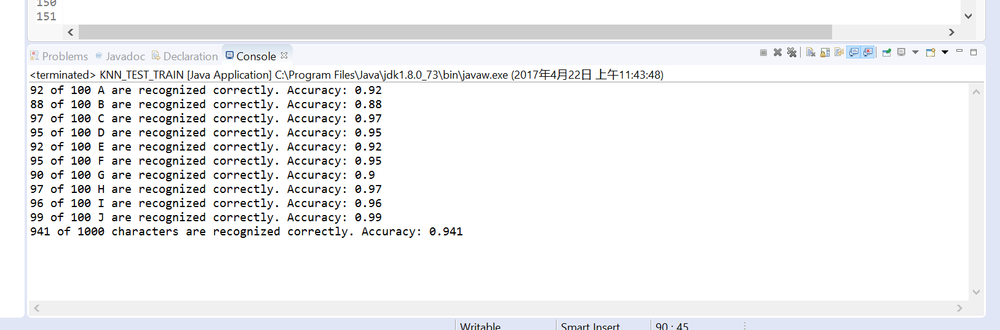 150
151
Problems @ Javadoc Declaration Console
<terminated> KNN_TEST_TRAIN [Java Application] C:\Program Files\Java\jdk1.8.0_73\bin\javaw.exe (2017年4月22日 上午11:43:48)
92 of 100 A are recognized correctly. Accuracy: 0.92
88 of 100 B are recognized correctly. Accuracy: 0.88
97 of 100 C are recognized correctly. Accuracy: 0.97
95 of 100 D are recognized correctly. Accuracy: 0.95
92 of 100 E are recognized correctly. Accuracy: 0.92
95 of 100 F are recognized correctly. Accuracy: 0.95
90 of 100 G are recognized correctly. Accuracy: 0.9
97 of 100 H are recognized correctly. Accuracy: 0.97
96 of 100 I are recognized correctly. Accuracy: 0.96
99 of 100 J are recognized correctly. Accuracy: 0.99
941 of 1000 characters are recognized correctly. Accuracy: 0.941
Writable Smart Insert 90 : 45